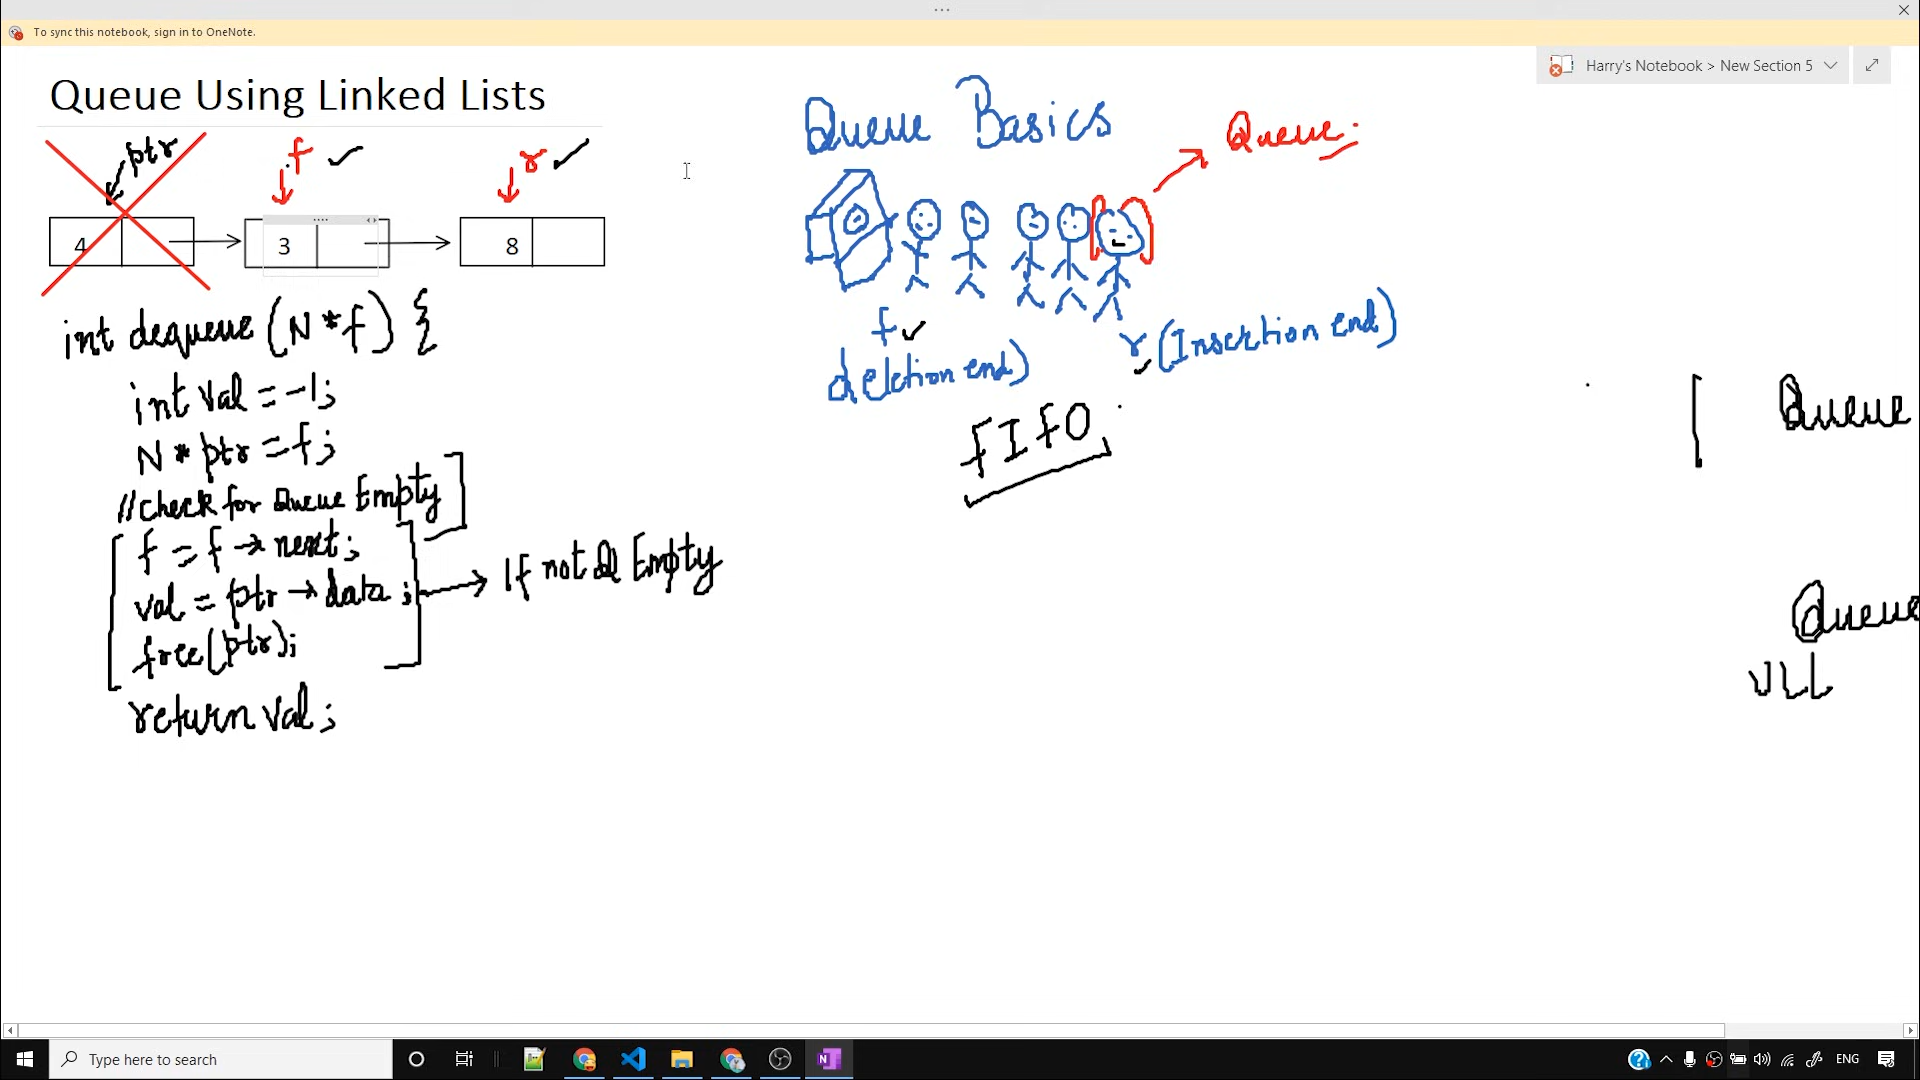 To sync this notebook, sign in to OneNote.
Harry's Notebook > New Section 5
Queue Using Linked Lists
ptr
f
r
4
3
8
int dequeue (N *f) {
int val = -1;
N * ptr = f;
//check for Queue Empty
f = f → next;
val = ptr → data;
free(ptr);
return val;
If not Q Empty
Queue Basics
Queue:
f
deletion end)
r (Insertion end)
FIFO
Queue
Queue
Type here to search
ENG